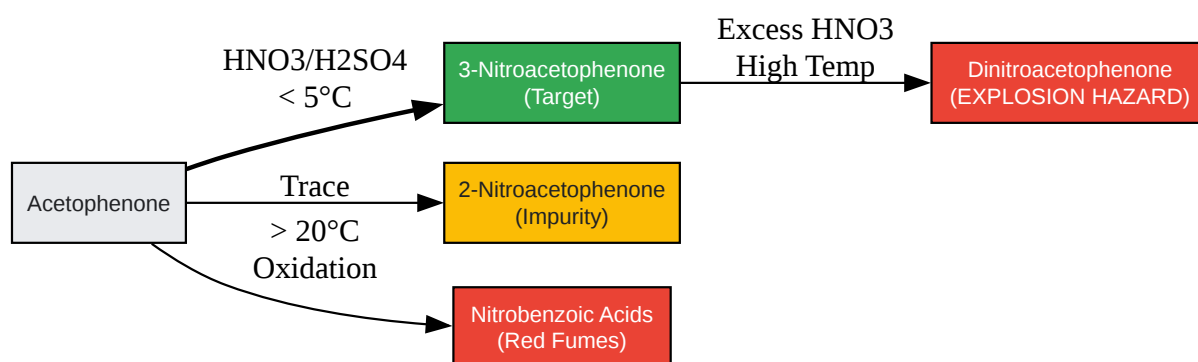 Acetophenone
HNO3/H2SO4
< 5°C
3-Nitroacetophenone
(Target)
Excess HNO3
High Temp
Dinitroacetophenone
(EXPLOSION HAZARD)
Trace
2-Nitroacetophenone
(Impurity)
> 20°C
Oxidation
Nitrobenzoic Acids
(Red Fumes)